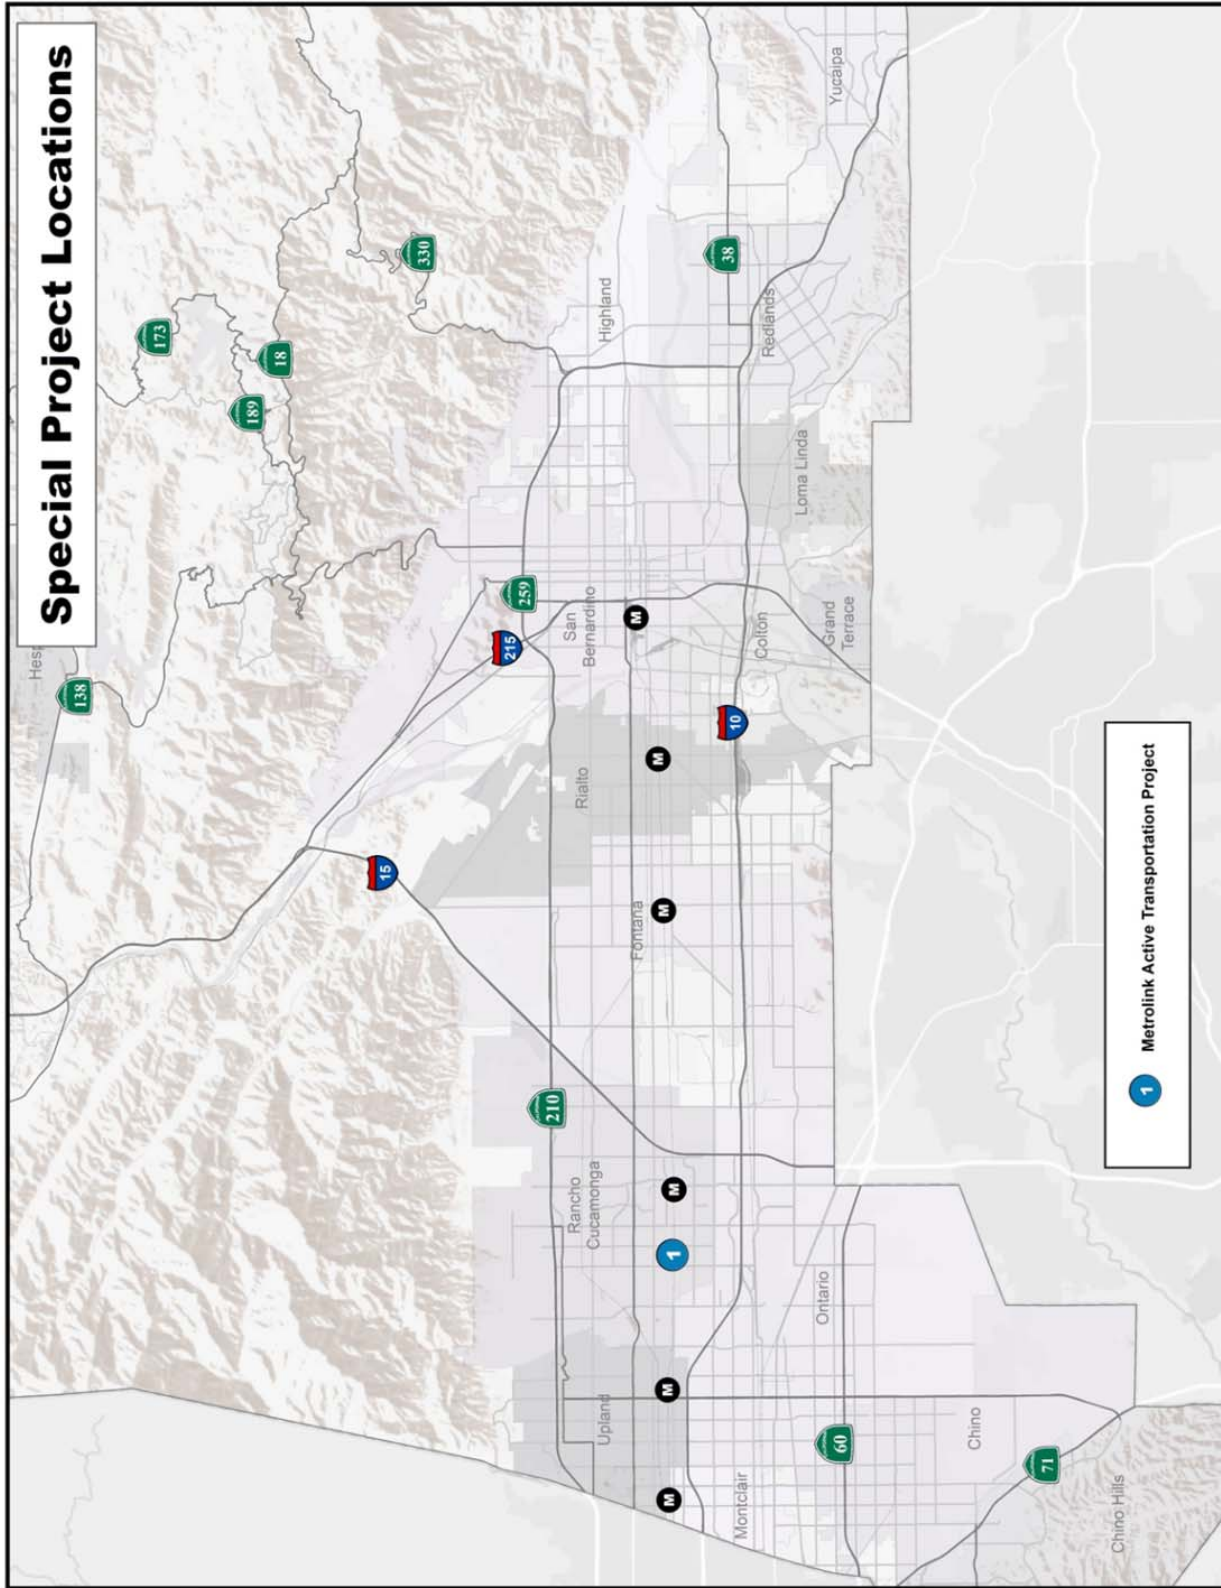 Special Project Locations
Hesp
138
173
189
18
15
330
215
259
210
Rancho
Cucamonga
Rialto
San
Bernardino
Highland
Upland
Fontana
M
M
1
M
M
M
M
10
38
Montclair
Colton
Redlands
Loma Linda
Ontario
Grand
Terrace
Yucaipa
60
Chino
71
Chino Hills
1 Metrolink Active Transportation Project